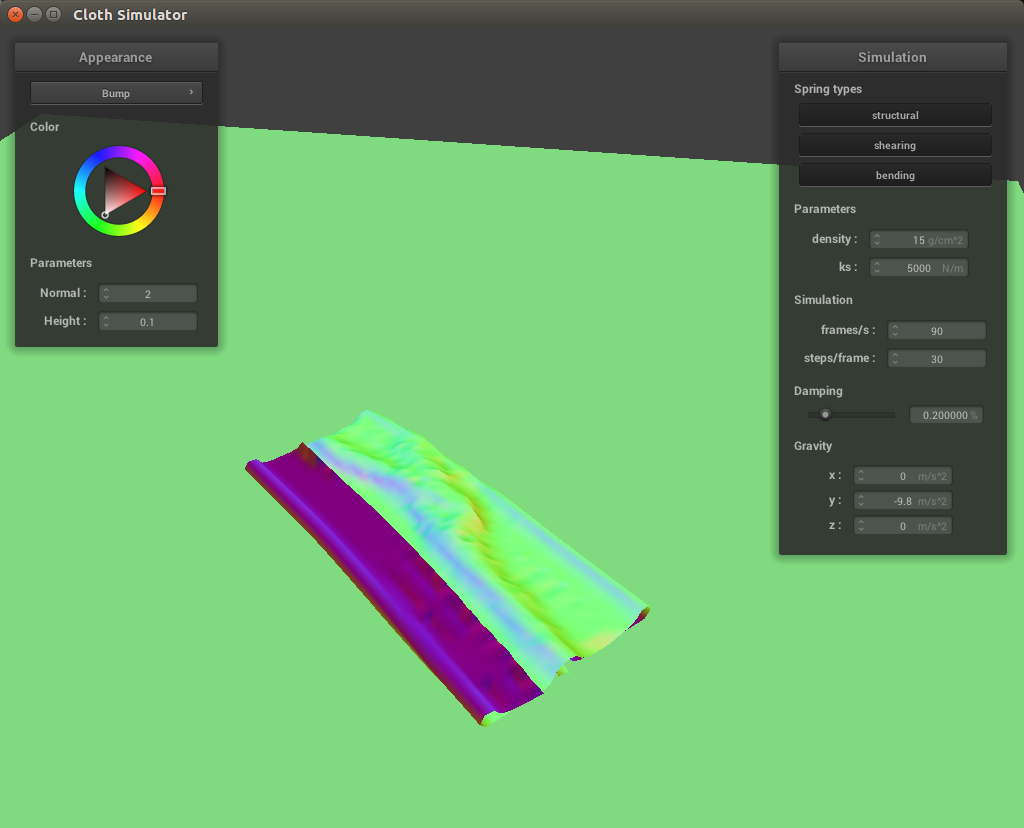 Cloth Simulator
Appearance
Bump
Color
Parameters
Normal : 2
Height : 0.1
Simulation
Spring types
structural
shearing
bending
Parameters
density : 15 g/cm^2
ks : 5000 N/m
Simulation
frames/s : 90
steps/frame : 30
Damping
0.200000 %
Gravity
x : 0 m/s^2
y : -9.8 m/s^2
z : 0 m/s^2